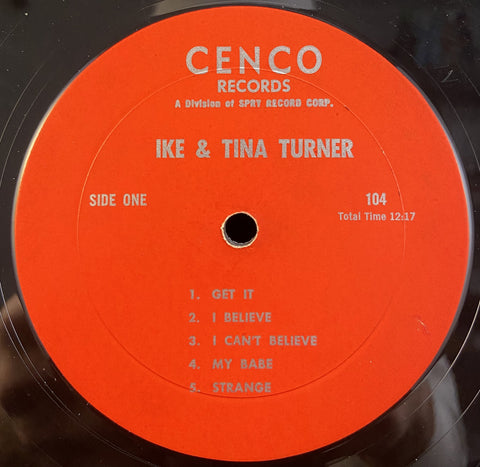 CENCO
RECORDS
A Division of SPRY RECORD CORP.
IKE & TINA TURNER
SIDE ONE
104
Total Time 12:17
1. GET IT
2. I BELIEVE
3. I CAN'T BELIEVE
4. MY BABE
5. STRANGE